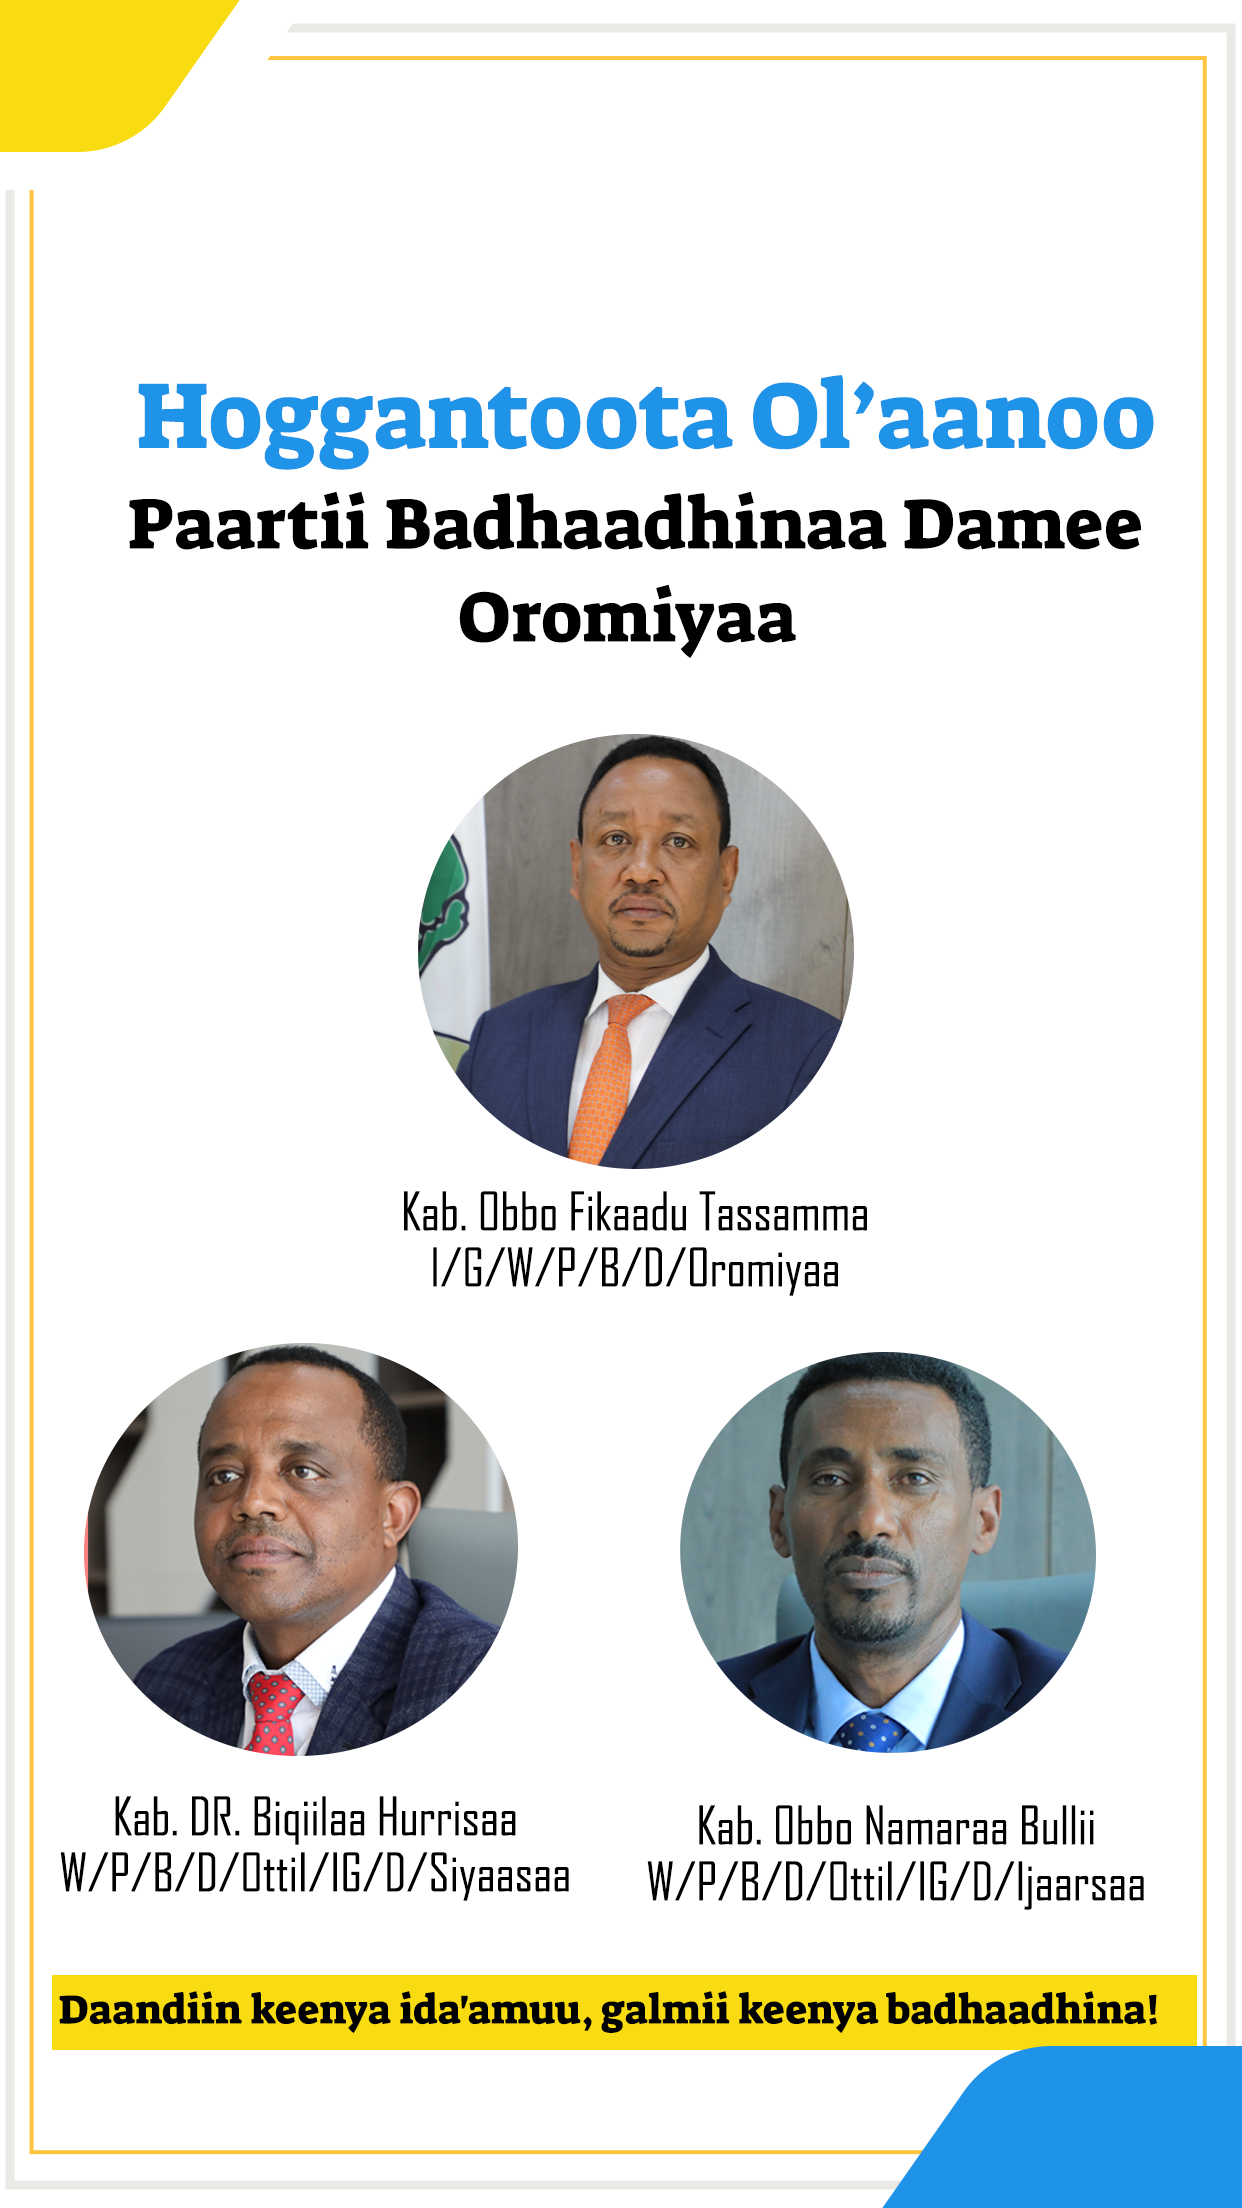 Hoggantoota Ol’aanoo
Paartii Badhaadhinaa Damee
Oromiyaa
Kab. Obbo Fikaadu Tassamma
I/G/W/P/B/D/Oromiyaa
Kab. DR. Biqiilaa Hurrisaa
W/P/B/D/Ottil/IG/D/Siyaasaa
Kab. Obbo Namaraa Bullii
W/P/B/D/Ottil/IG/D/Ijaarsaa
Daandiin keenya ida'amuu, galmii keenya badhaadhina!